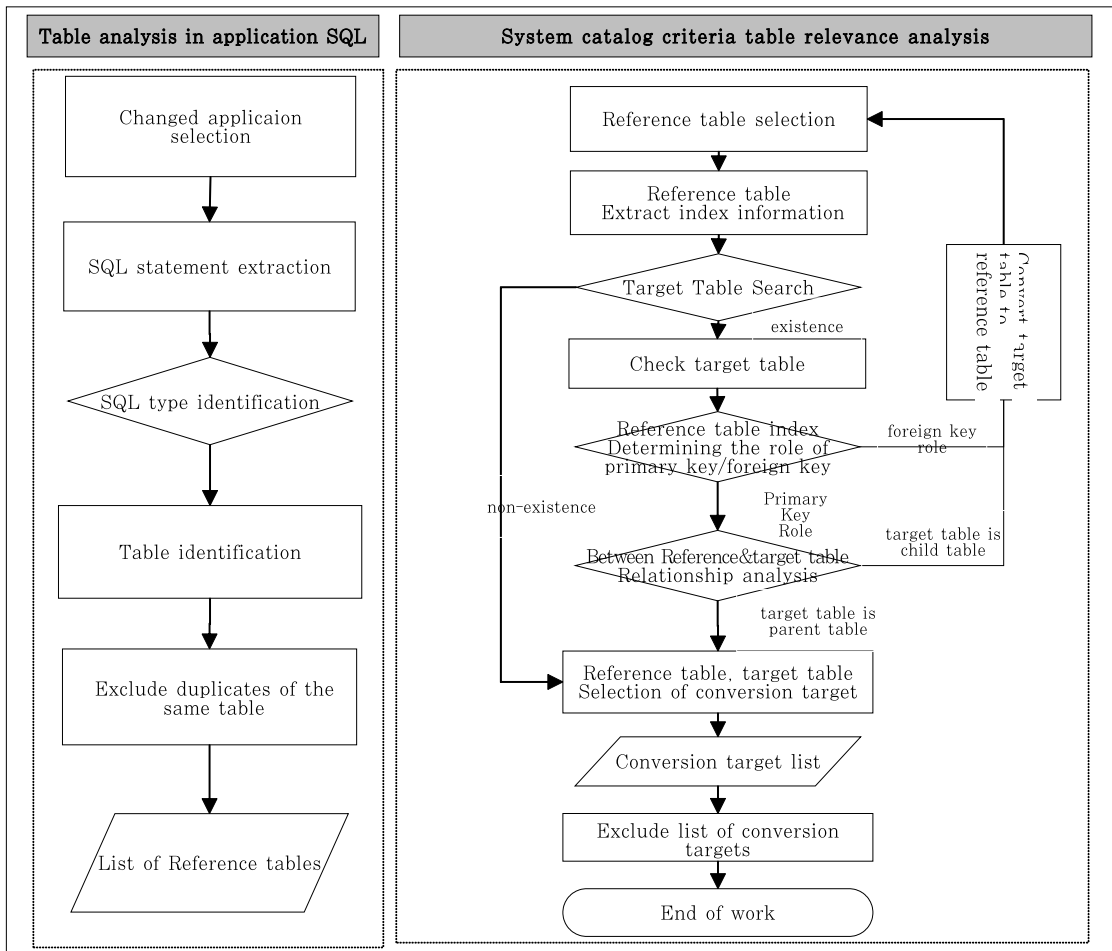 Table analysis in application SQL
Changed applicaion
selection
SQL statement extraction
SQL type identification
Table identification
Exclude duplicates of the
same table
List of Reference tables
System catalog criteria table relevance analysis
Reference table selection
Reference table
Extract index information
Target Table Search
existence
Check target table
Reference table index
Determining the role of
primary key/foreign key
foreign key
role
Convert target
table to
reference table
non-existence
Primary
Key
Role
Between Reference&target table
Relationship analysis
target table is
child table
target table is
parent table
Reference table, target table
Selection of conversion target
Conversion target list
Exclude list of conversion
targets
End of work